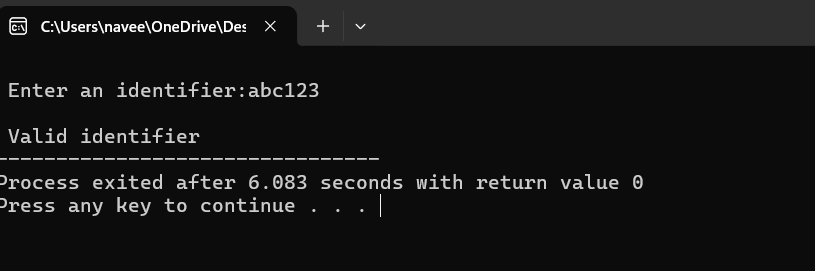 C:\Users\navee\OneDrive\Des
Enter an identifier:abc123
Valid identifier
--------------------------------
Process exited after 6.083 seconds with return value 0
Press any key to continue . . .